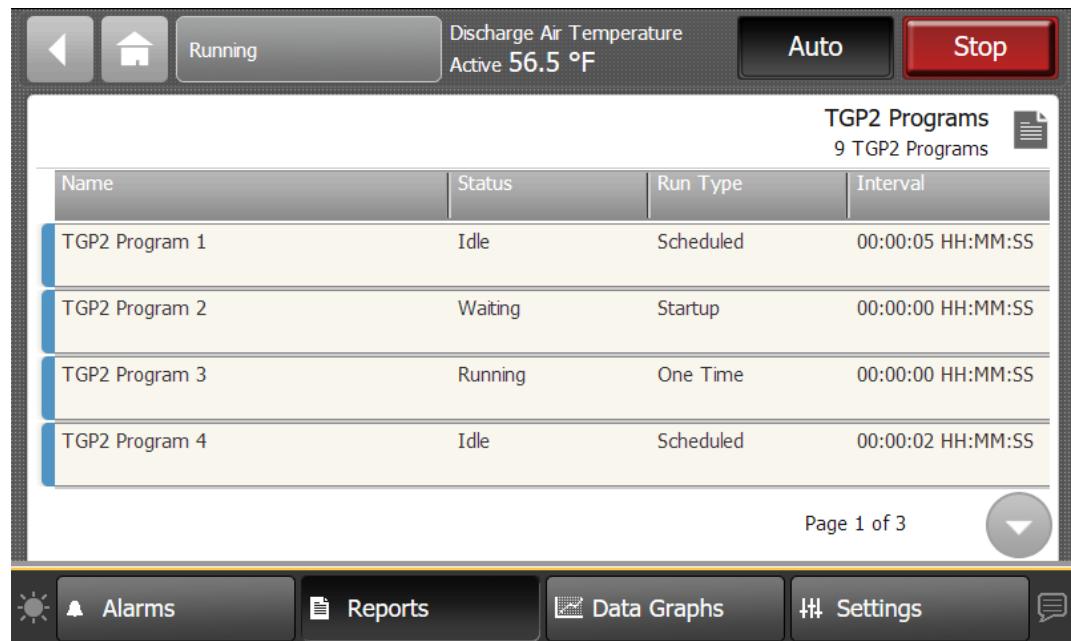 Running
Discharge Air Temperature
Active 56.5 °F
Auto
Stop
TGP2 Programs
9 TGP2 Programs
Name Status Run Type Interval
TGP2 Program 1 Idle Scheduled 00:00:05 HH:MM:SS
TGP2 Program 2 Waiting Startup 00:00:00 HH:MM:SS
TGP2 Program 3 Running One Time 00:00:00 HH:MM:SS
TGP2 Program 4 Idle Scheduled 00:00:02 HH:MM:SS
Page 1 of 3
Alarms Reports Data Graphs Settings